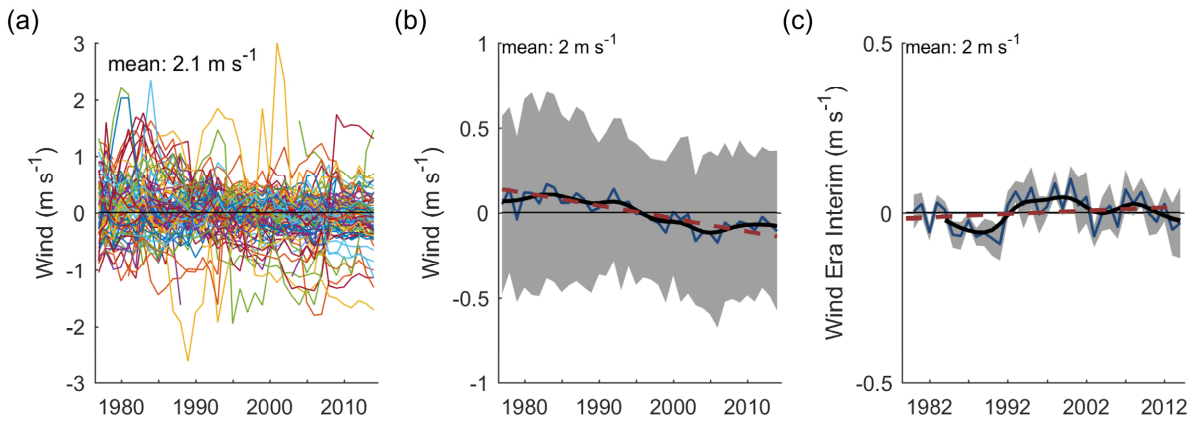 (a)
Wind (m s-1)
3
2
1
0
-1
-2
-3
mean: 2.1 m s-1
1980 1990 2000 2010
(b)
Wind (m s-1)
1
0.5
0
-0.5
-1
mean: 2 m s-1
1980 1990 2000 2010
(c)
Wind Era Interim (m s-1)
0.5
0
-0.5
mean: 2 m s-1
1982 1992 2002 2012